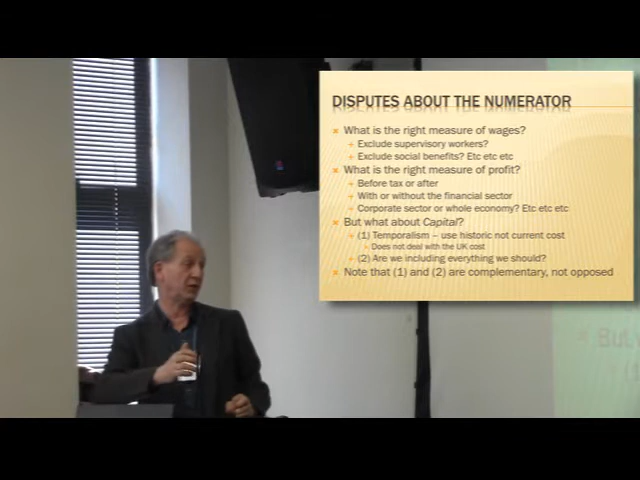 DISPUTES ABOUT THE NUMERATOR
What is the right measure of wages?
Exclude supervisory workers?
Exclude social benefits? Etc etc etc
What is the right measure of profit?
Before tax or after
With or without the financial sector
Corporate sector or whole economy? Etc etc etc
But what about Capital?
(1) Temporalism – use historic not current cost
Does not deal with the UK cost
(2) Are we including everything we should?
Note that (1) and (2) are complementary, not opposed
But